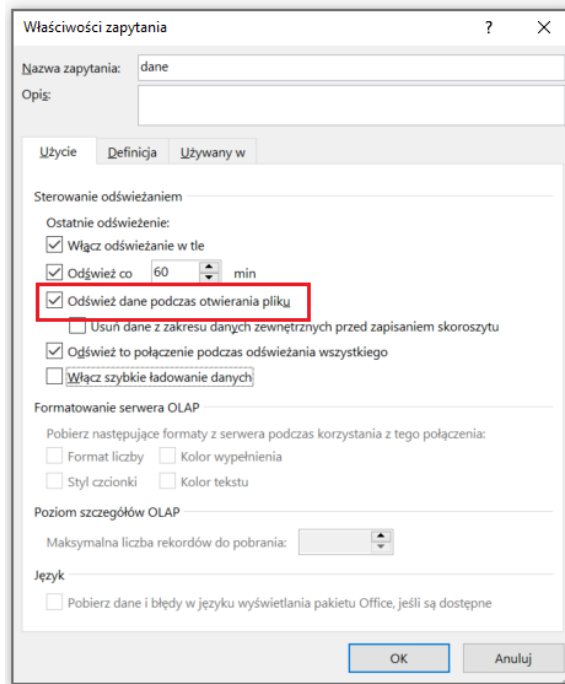 Właściwości zapytania
Nazwa zapytania: dane
Opis:
Użycie Definicja Używany w
Sterowanie odświeżaniem
Ostatnie odświeżenie:
Włącz odświeżanie w tle
Odśwież co 60 min
Odśwież dane podczas otwierania pliku
Usuń dane z zakresu danych zewnętrznych przed zapisaniem skoroszytu
Odśwież to połączenie podczas odświeżania wszystkiego
Włącz szybkie ładowanie danych
Formatowanie serwera OLAP
Pobierz następujące formaty z serwera podczas korzystania z tego połączenia:
Format liczby Kolor wypełnienia
Styl czcionki Kolor tekstu
Poziom szczegółów OLAP
Maksymalna liczba rekordów do pobrania:
Język
Pobierz dane i błędy w języku wyświetlania pakietu Office, jeśli są dostępne
OK Anuluj